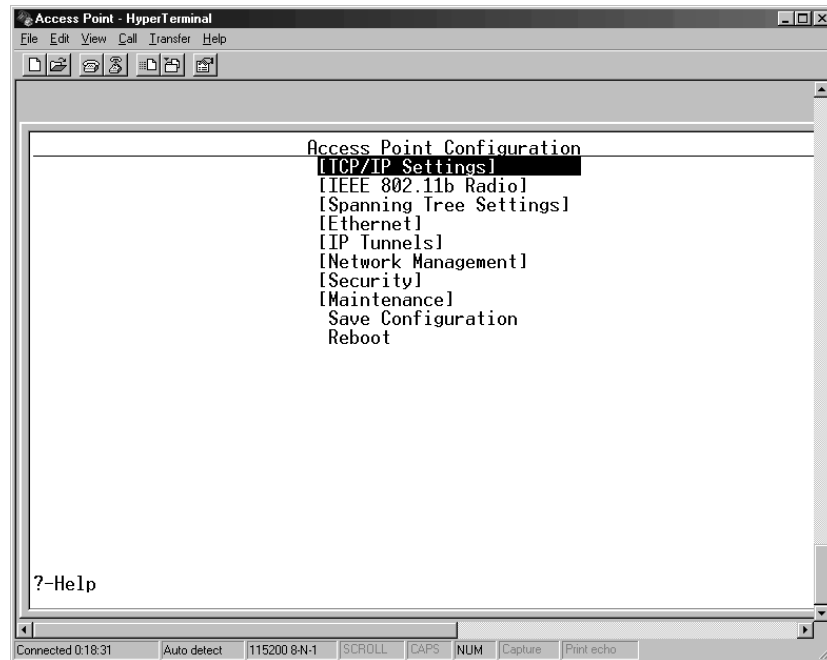 Access Point - HyperTerminal
File Edit View Call Transfer Help
Access Point Configuration
[TCP/IP Settings]
[IEEE 802.11b Radio]
[Spanning Tree Settings]
[Ethernet]
[IP Tunnels]
[Network Management]
[Security]
[Maintenance]
Save Configuration
Reboot
?-Help
Connected 0:18:31 Auto detect 115200 8-N-1 SCROLL CAPS NUM Capture Print echo